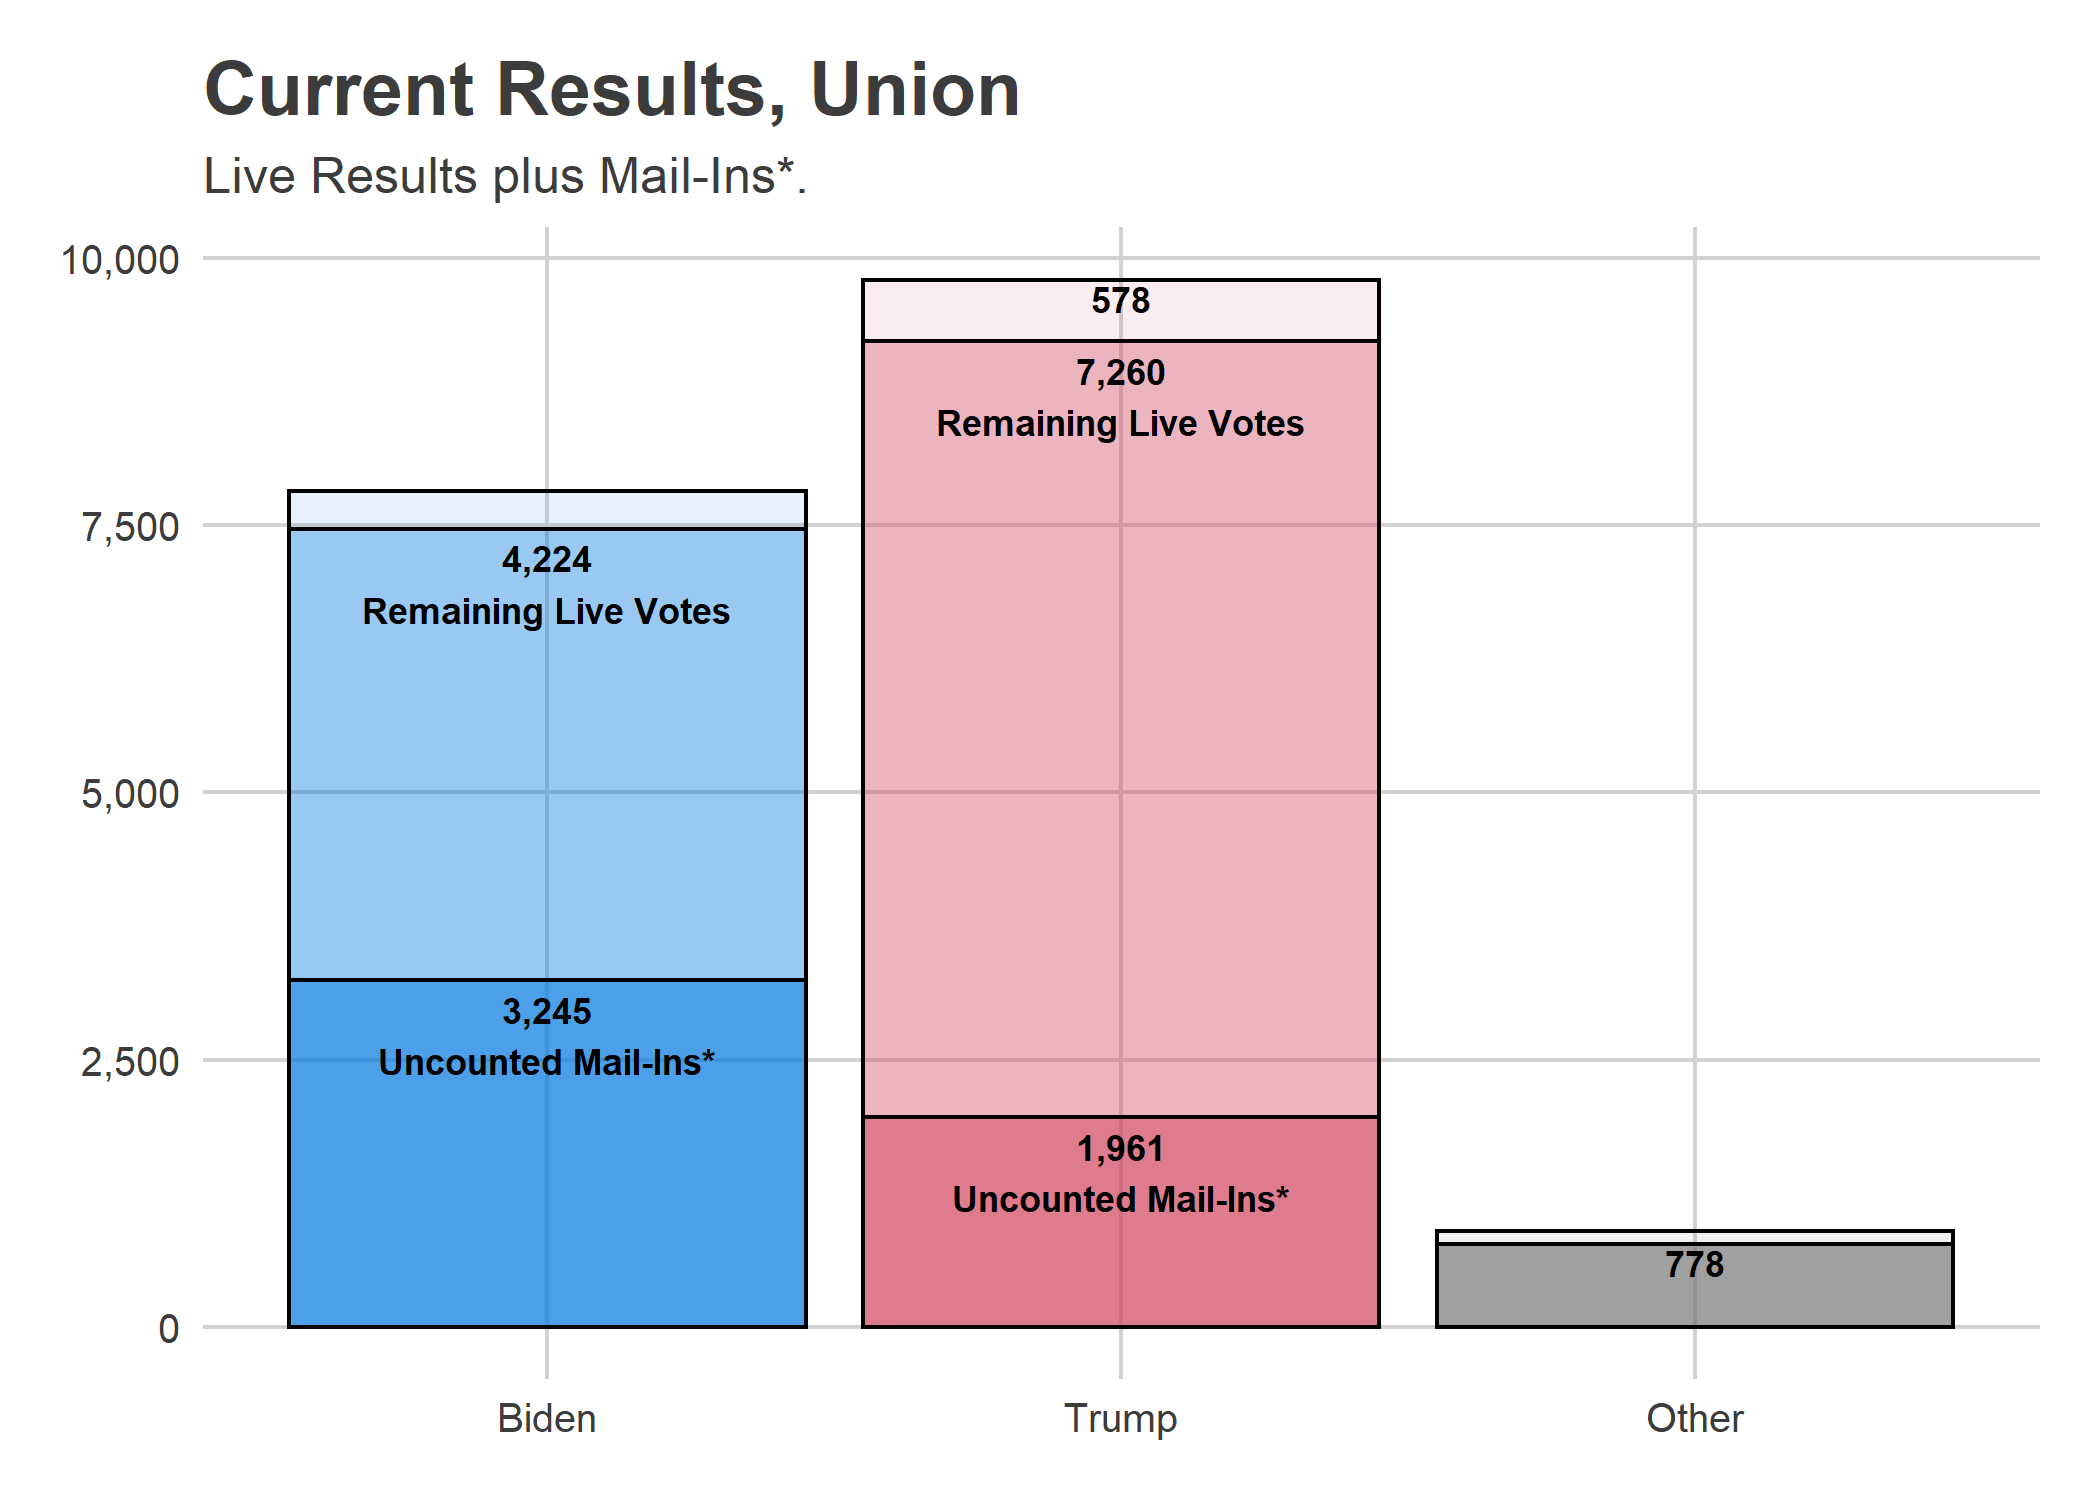 Current Results, Union
Live Results plus Mail-Ins*.
10,000
7,500
5,000
2,500
0
4,224
Remaining Live Votes
3,245
Uncounted Mail-Ins*
578
7,260
Remaining Live Votes
1,961
Uncounted Mail-Ins*
778
Biden
Trump
Other